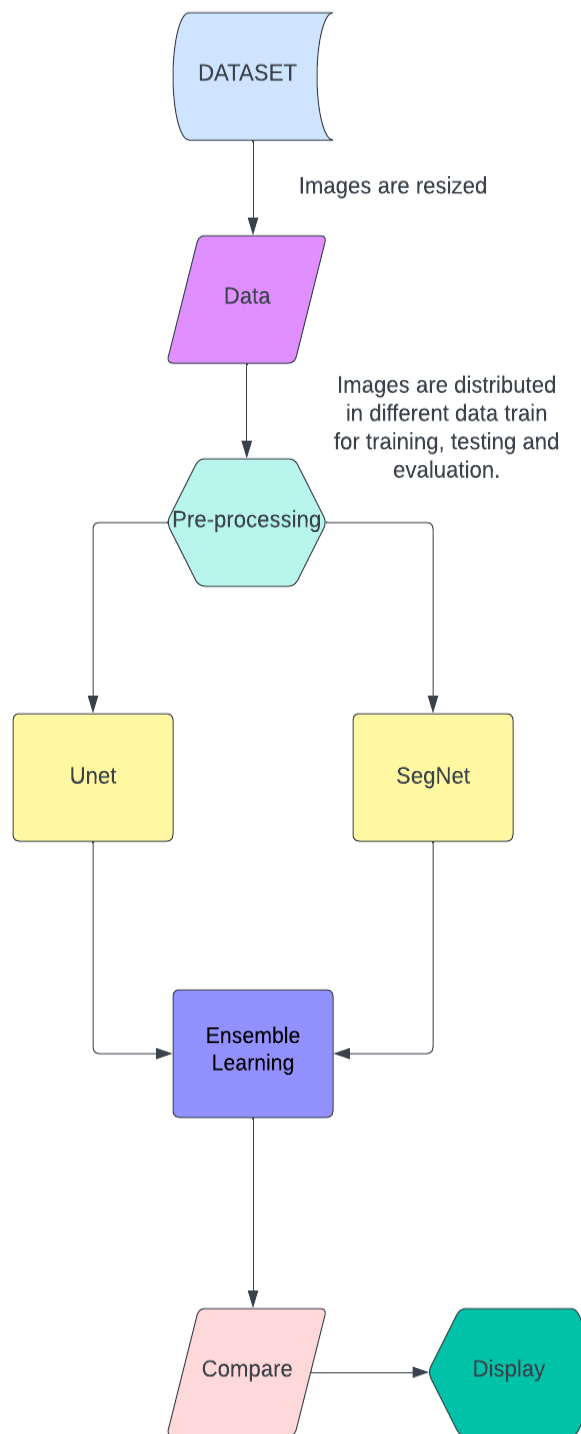 DATASET
Images are resized
Data
Images are distributed
in different data train
for training, testing and
evaluation.
Pre-processing
Unet
SegNet
Ensemble
Learning
Compare
Display